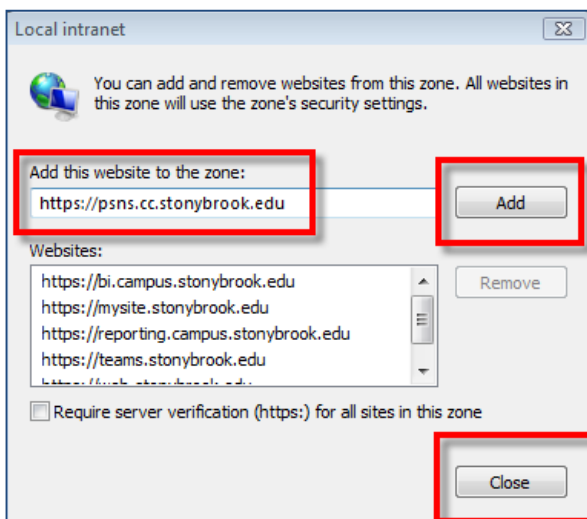 Local intranet
You can add and remove websites from this zone. All websites in
this zone will use the zone's security settings.
Add this website to the zone:
https://psns.cc.stonybrook.edu
Add
Websites:
https://bi.campus.stonybrook.edu
https://mysite.stonybrook.edu
https://reporting.campus.stonybrook.edu
https://teams.stonybrook.edu
Remove
Require server verification (https:) for all sites in this zone
Close